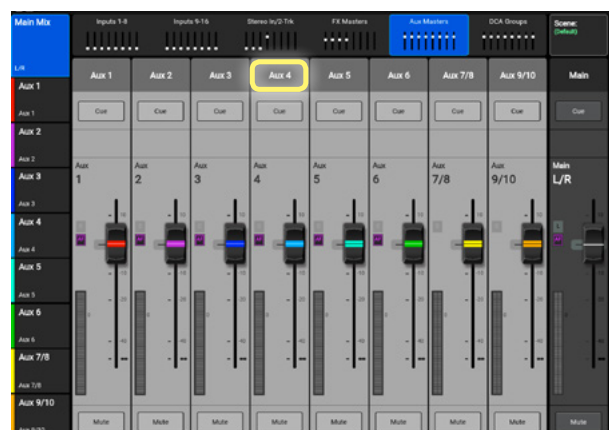 Main Mix
Inputs 1-8
Inputs 9-16
Stereo In/2-Trk
FX Masters
Aux Masters
DCA Groups
Scene:
(Default)
L/R
Aux 1
Aux 2
Aux 3
Aux 4
Aux 5
Aux 6
Aux 7/8
Aux 9/10
Main
Aux 1
Aux 1
Cue
Cue
Cue
Cue
Cue
Cue
Cue
Cue
Cue
Aux 2
Aux 2
Aux 3
Aux 3
Aux
1
Aux
2
Aux
3
Aux
4
Aux
5
Aux
6
Aux
7/8
Aux
9/10
Main
L/R
Aux 4
Aux 4
Aux 5
Aux 5
Aux 6
Aux 6
Aux 7/8
Aux 7/8
Aux 9/10
Mute
Mute
Mute
Mute
Mute
Mute
Mute
Mute
Mute